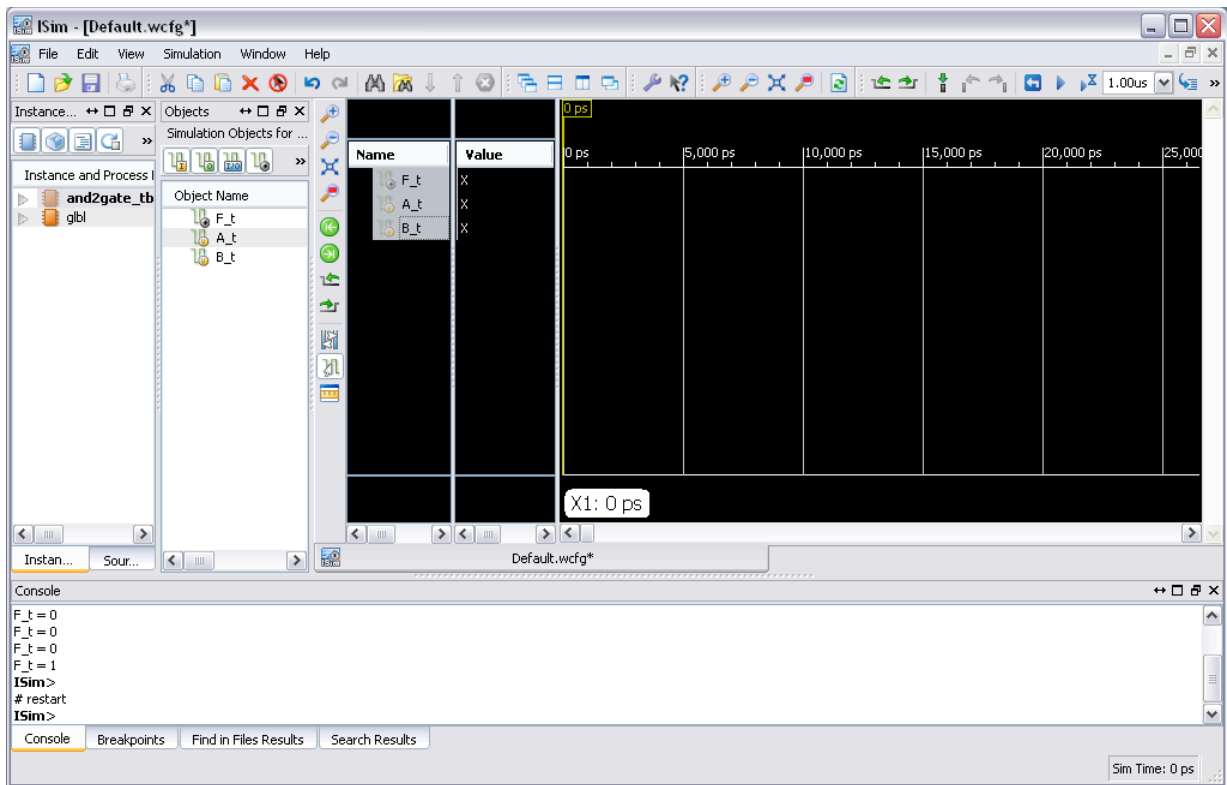 ISim - [Default.wcfg*]
File Edit View Simulation Window Help
1.00us
Instance...
Objects
Simulation Objects for ...
Instance and Process I
and2gate_tb
glbl
Object Name
F_t
A_t
B_t
Name Value
F_t X
A_t X
B_t X
0 ps
0 ps 5,000 ps 10,000 ps 15,000 ps 20,000 ps 25,000
X1: 0 ps
Instan... Sour...
Default.wcfg*
Console
F_t = 0
F_t = 0
F_t = 0
F_t = 1
ISim>
# restart
ISim>
Console Breakpoints Find in Files Results Search Results
Sim Time: 0 ps